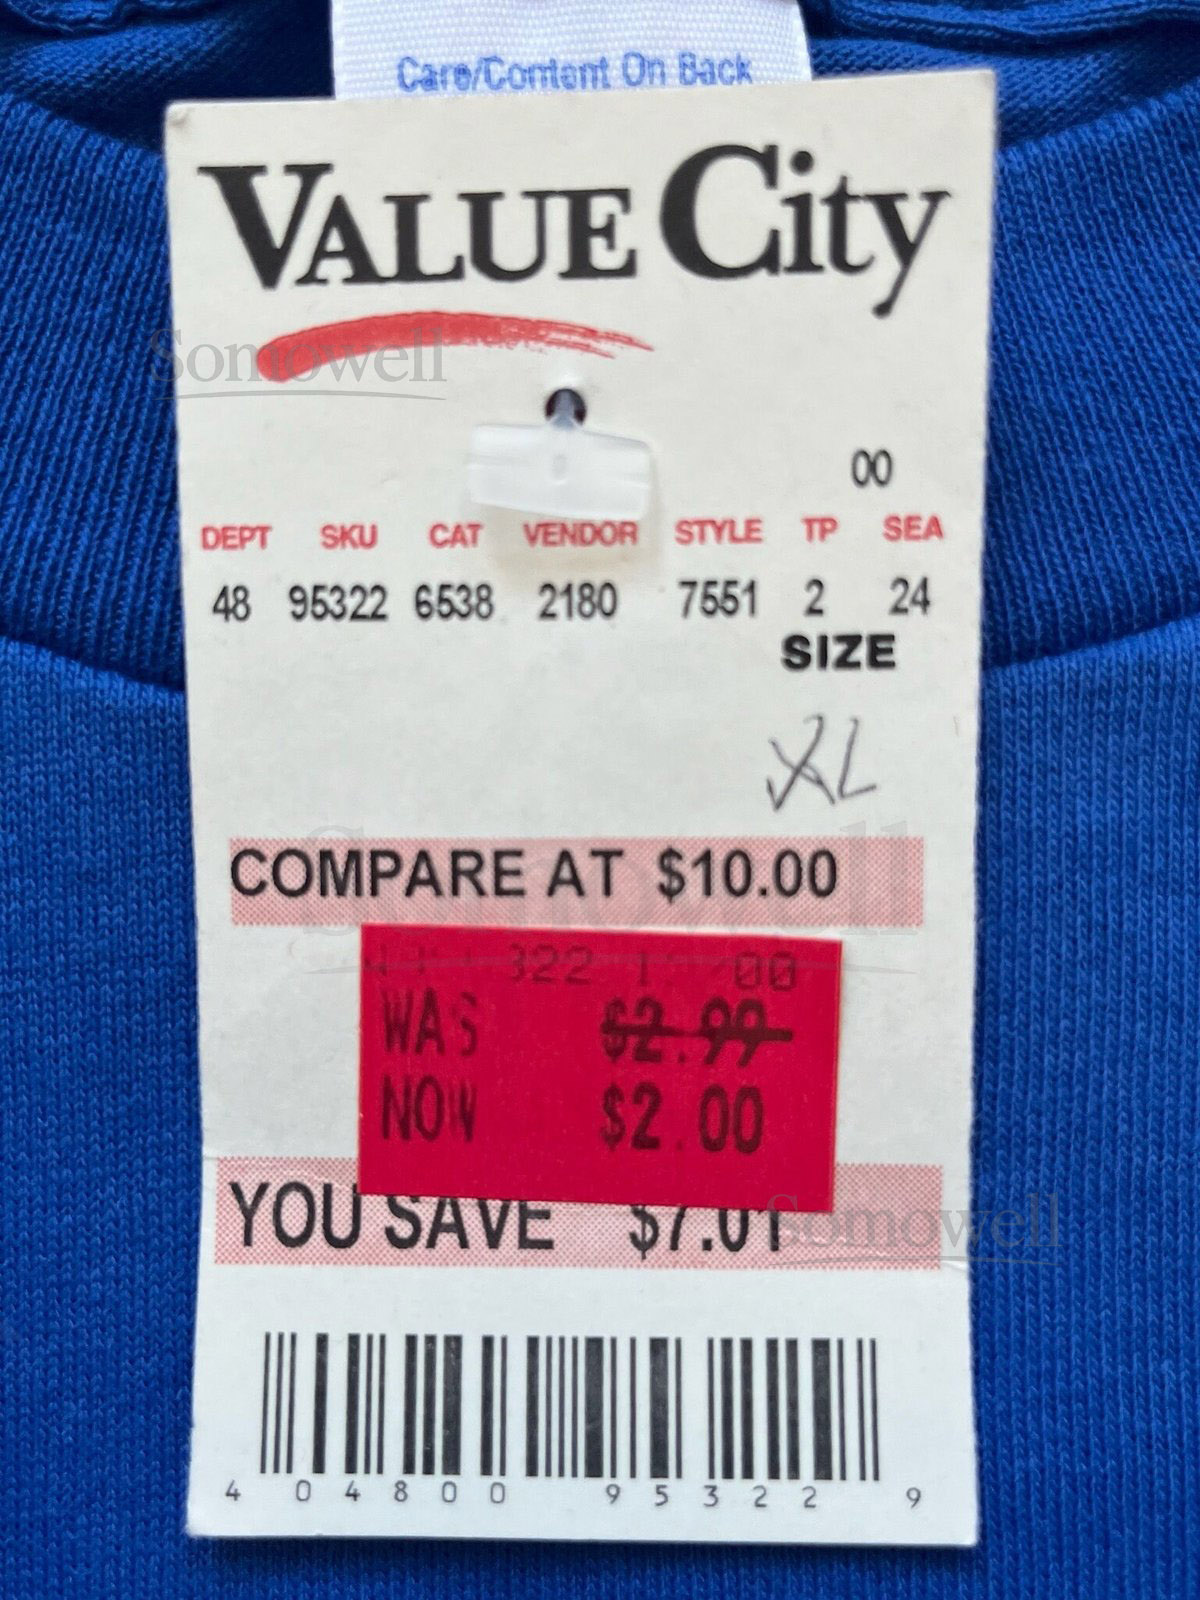 Care/Content On Back
VALUE City
Somowell
00
DEPT SKU CAT VENDOR STYLE TP SEA
48 95322 6538 2180 7551 2 24
SIZE
XL
COMPARE AT $10.00
Somowell
322 1 00
WAS $2.99
NOW $2.00
YOU SAVE $7.01
Somowell
4 04800 95322 9